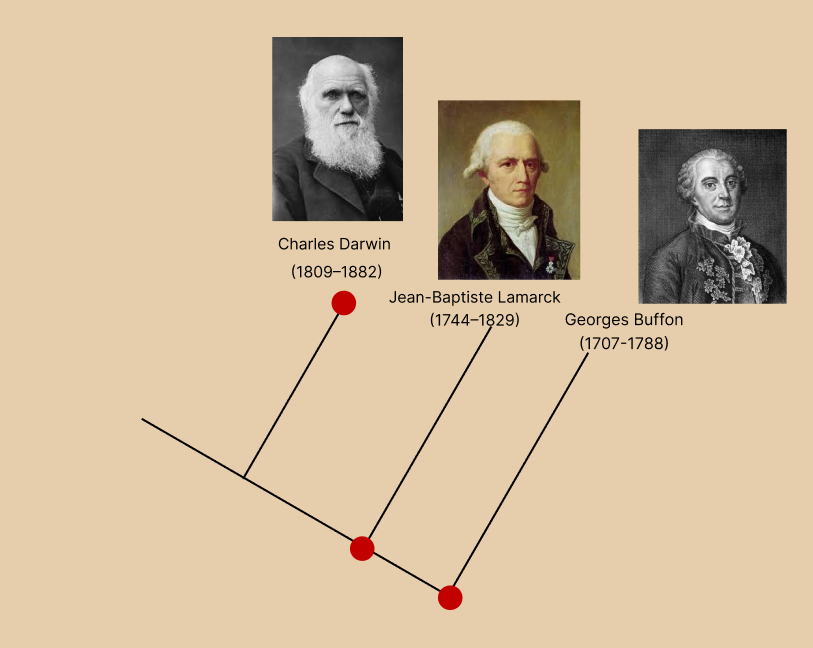 Charles Darwin
(1809–1882)
Jean-Baptiste Lamarck
(1744–1829)
Georges Buffon
(1707-1788)